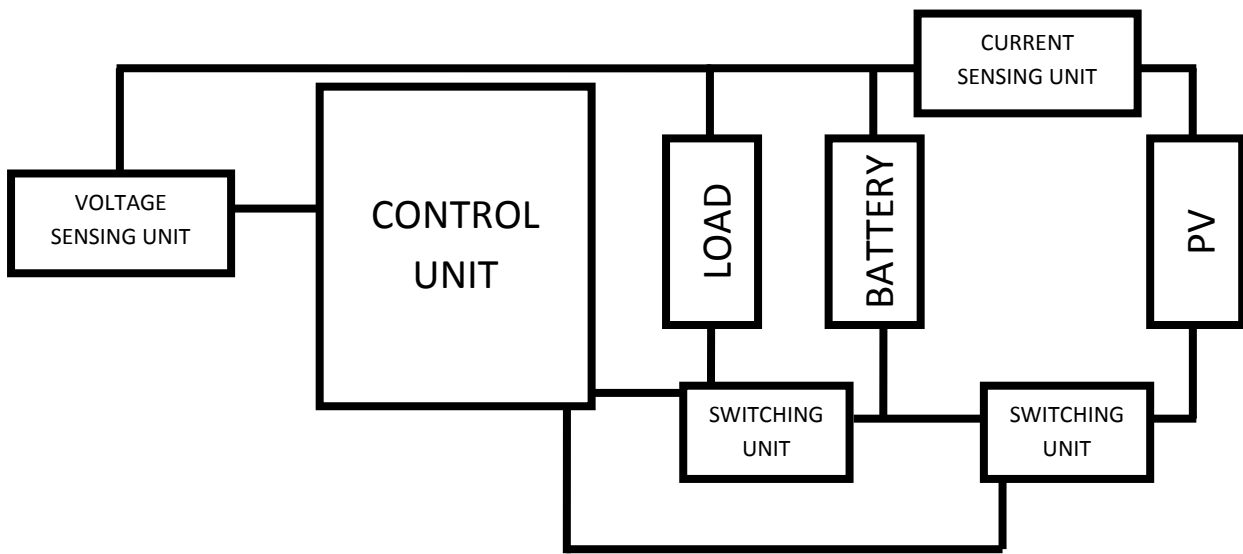 CURRENT
SENSING UNIT
VOLTAGE
SENSING UNIT
CONTROL
UNIT
LOAD
BATTERY
PV
SWITCHING
UNIT
SWITCHING
UNIT